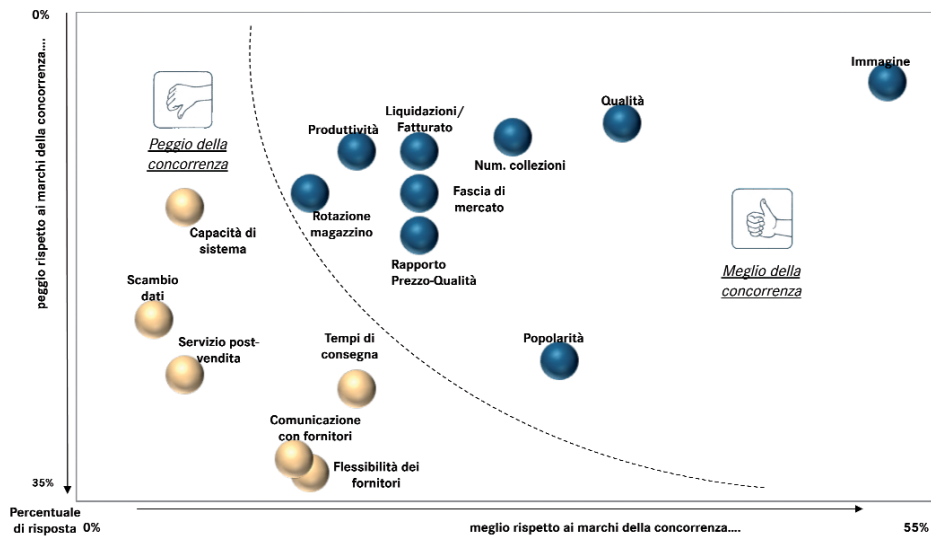 0%
peggio rispetto ai marchi della concorrenza....
35%
Peggio della
concorrenza
Immagine
Qualità
Liquidazioni/
Fatturato
Produttività
Num. collezioni
Fascia di
mercato
Rotazione
magazzino
Rapporto
Prezzo-Qualità
Capacità di
sistema
Meglio della
concorrenza
Scambio
dati
Servizio post-
vendita
Tempi di
consegna
Popolarità
Comunicazione
con fornitori
Flessibilità dei
fornitori
Percentuale
di risposta 0%
meglio rispetto ai marchi della concorrenza....
55%